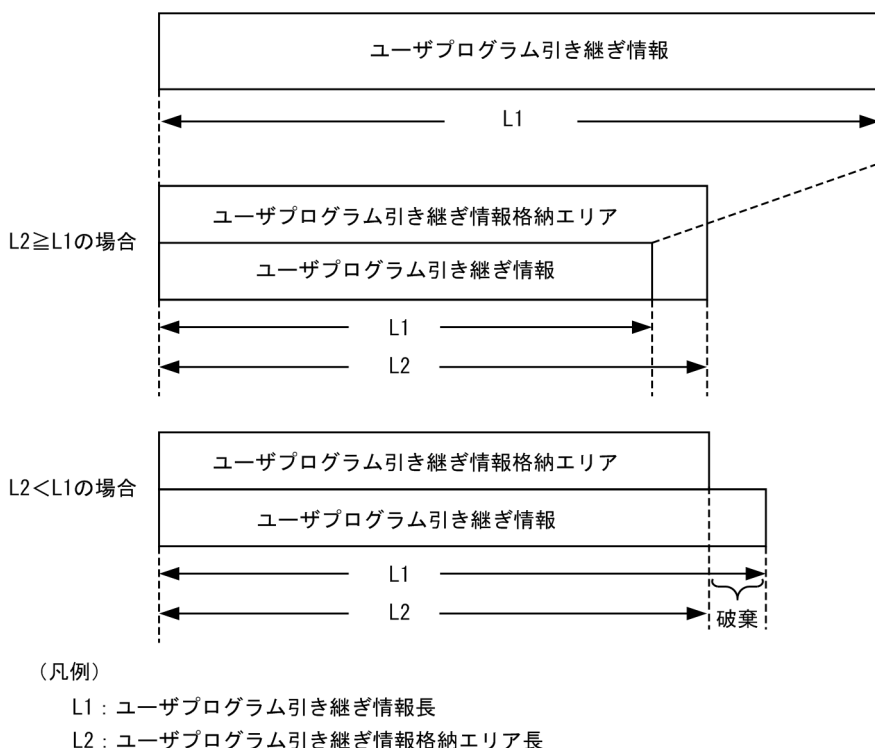 ユーザプログラム引き継ぎ情報
L1
L2≧L1の場合
ユーザプログラム引き継ぎ情報格納エリア
ユーザプログラム引き継ぎ情報
L1
L2
L2<L1の場合
ユーザプログラム引き継ぎ情報格納エリア
ユーザプログラム引き継ぎ情報
L1
L2
破棄
(凡例)
L1：ユーザプログラム引き継ぎ情報長
L2：ユーザプログラム引き継ぎ情報格納エリア長